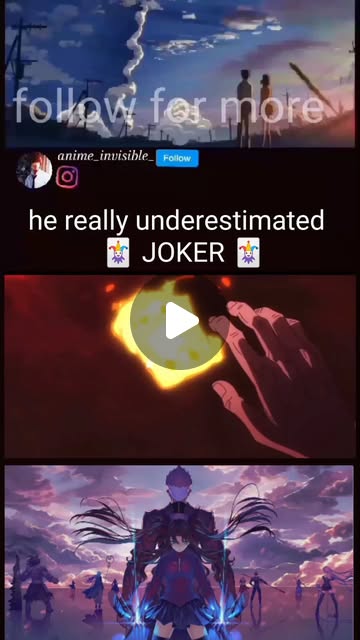 follow for more
anime_invisible_ Follow
he really underestimated
🃏 JOKER 🃏